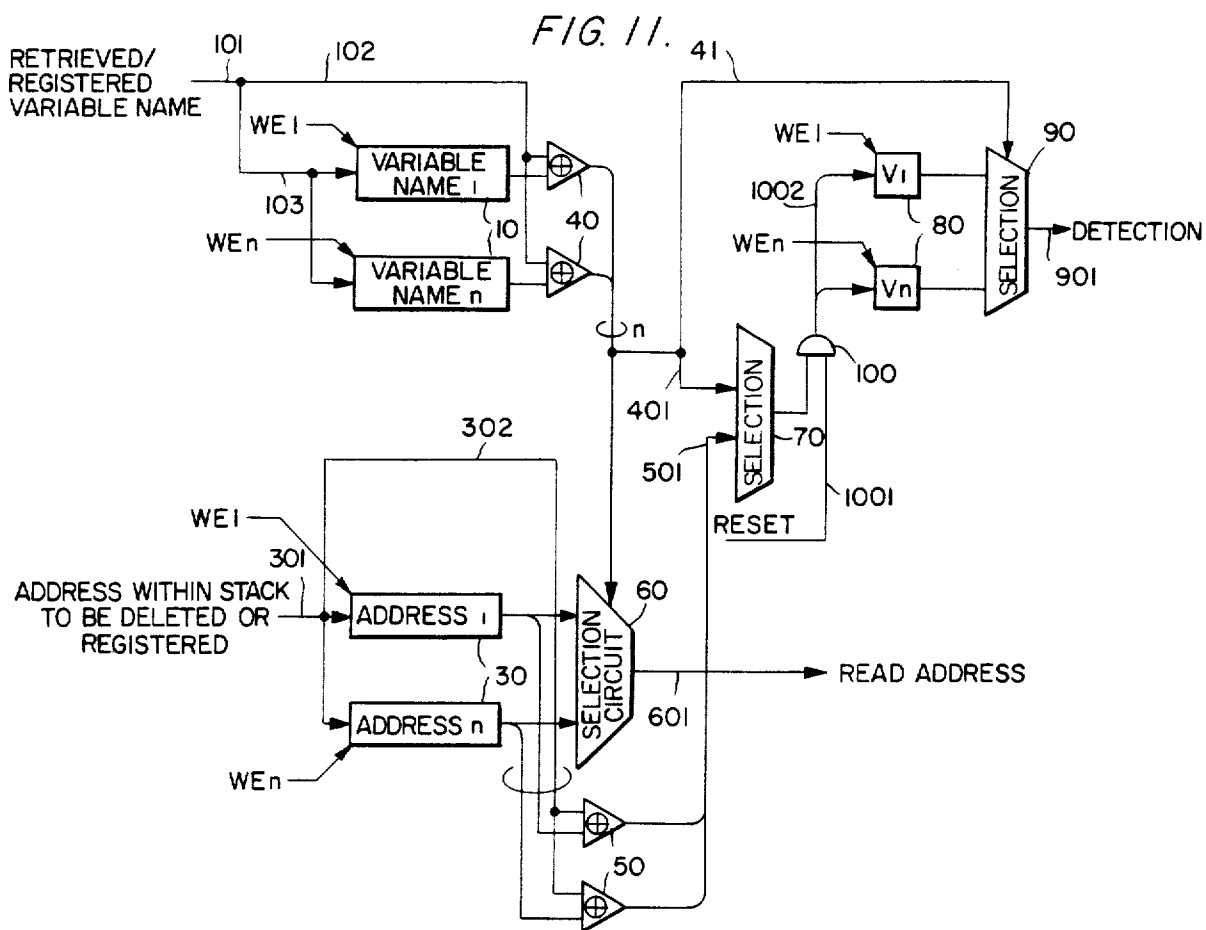 FIG. 11.
RETRIEVED/
REGISTERED
VARIABLE NAME
101
102
41
WE1
VARIABLE
NAME 1
103
10
40
WEn
VARIABLE
NAME n
40
n
WE1
V1
90
1002
80
WEn
Vn
SELECTION
DETECTION
901
100
401
SELECTION
70
501
1001
RESET
302
WE1
301
ADDRESS WITHIN STACK
TO BE DELETED OR
REGISTERED
ADDRESS 1
30
ADDRESS n
WEn
60
SELECTION
CIRCUIT
601
READ ADDRESS
50